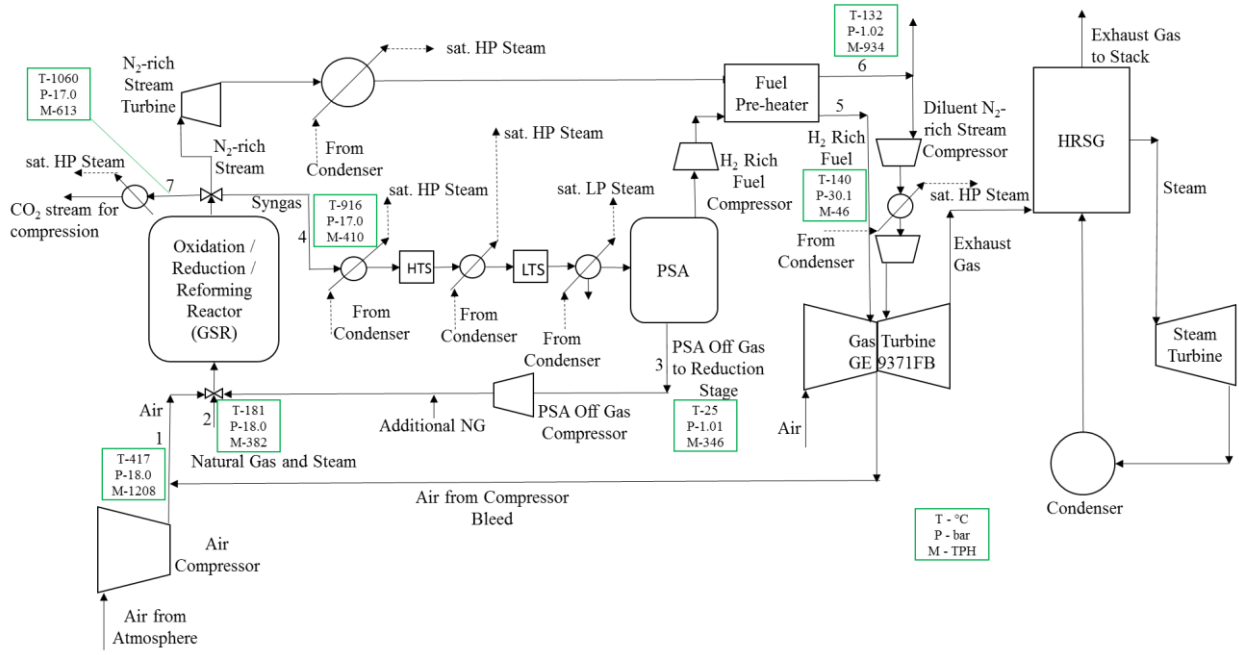 T-132
P-1.02
M-934
sat. HP Steam
Exhaust Gas
to Stack
N₂-rich
Stream
Turbine
T-1060
P-17.0
M-613
6
Fuel
Pre-heater
5
Diluent N₂-
rich Stream
Compressor
HRSG
sat. HP Steam
From
Condenser
H₂ Rich
Fuel
N₂-rich
Stream
sat. HP Steam
H₂ Rich
Fuel
Compressor
T-140
P-30.1
M-46
sat. HP Steam
Steam
7
Syngas
T-916
P-17.0
M-410
sat. HP Steam
sat. LP Steam
CO₂ stream for
compression
4
From
Condenser
Exhaust
Gas
Oxidation /
Reduction /
Reforming
Reactor
(GSR)
HTS
LTS
PSA
From
Condenser
From
Condenser
From
Condenser
Gas Turbine
GE 9371FB
Steam
Turbine
3
PSA Off Gas
to Reduction
Stage
Air
1
2
T-181
P-18.0
M-382
Additional NG
PSA Off Gas
Compressor
T-25
P-1.01
M-346
Air
Natural Gas and Steam
T-417
P-18.0
M-1208
Air from Compressor
Bleed
Condenser
T - °C
P - bar
M - TPH
Air
Compressor
Air from
Atmosphere